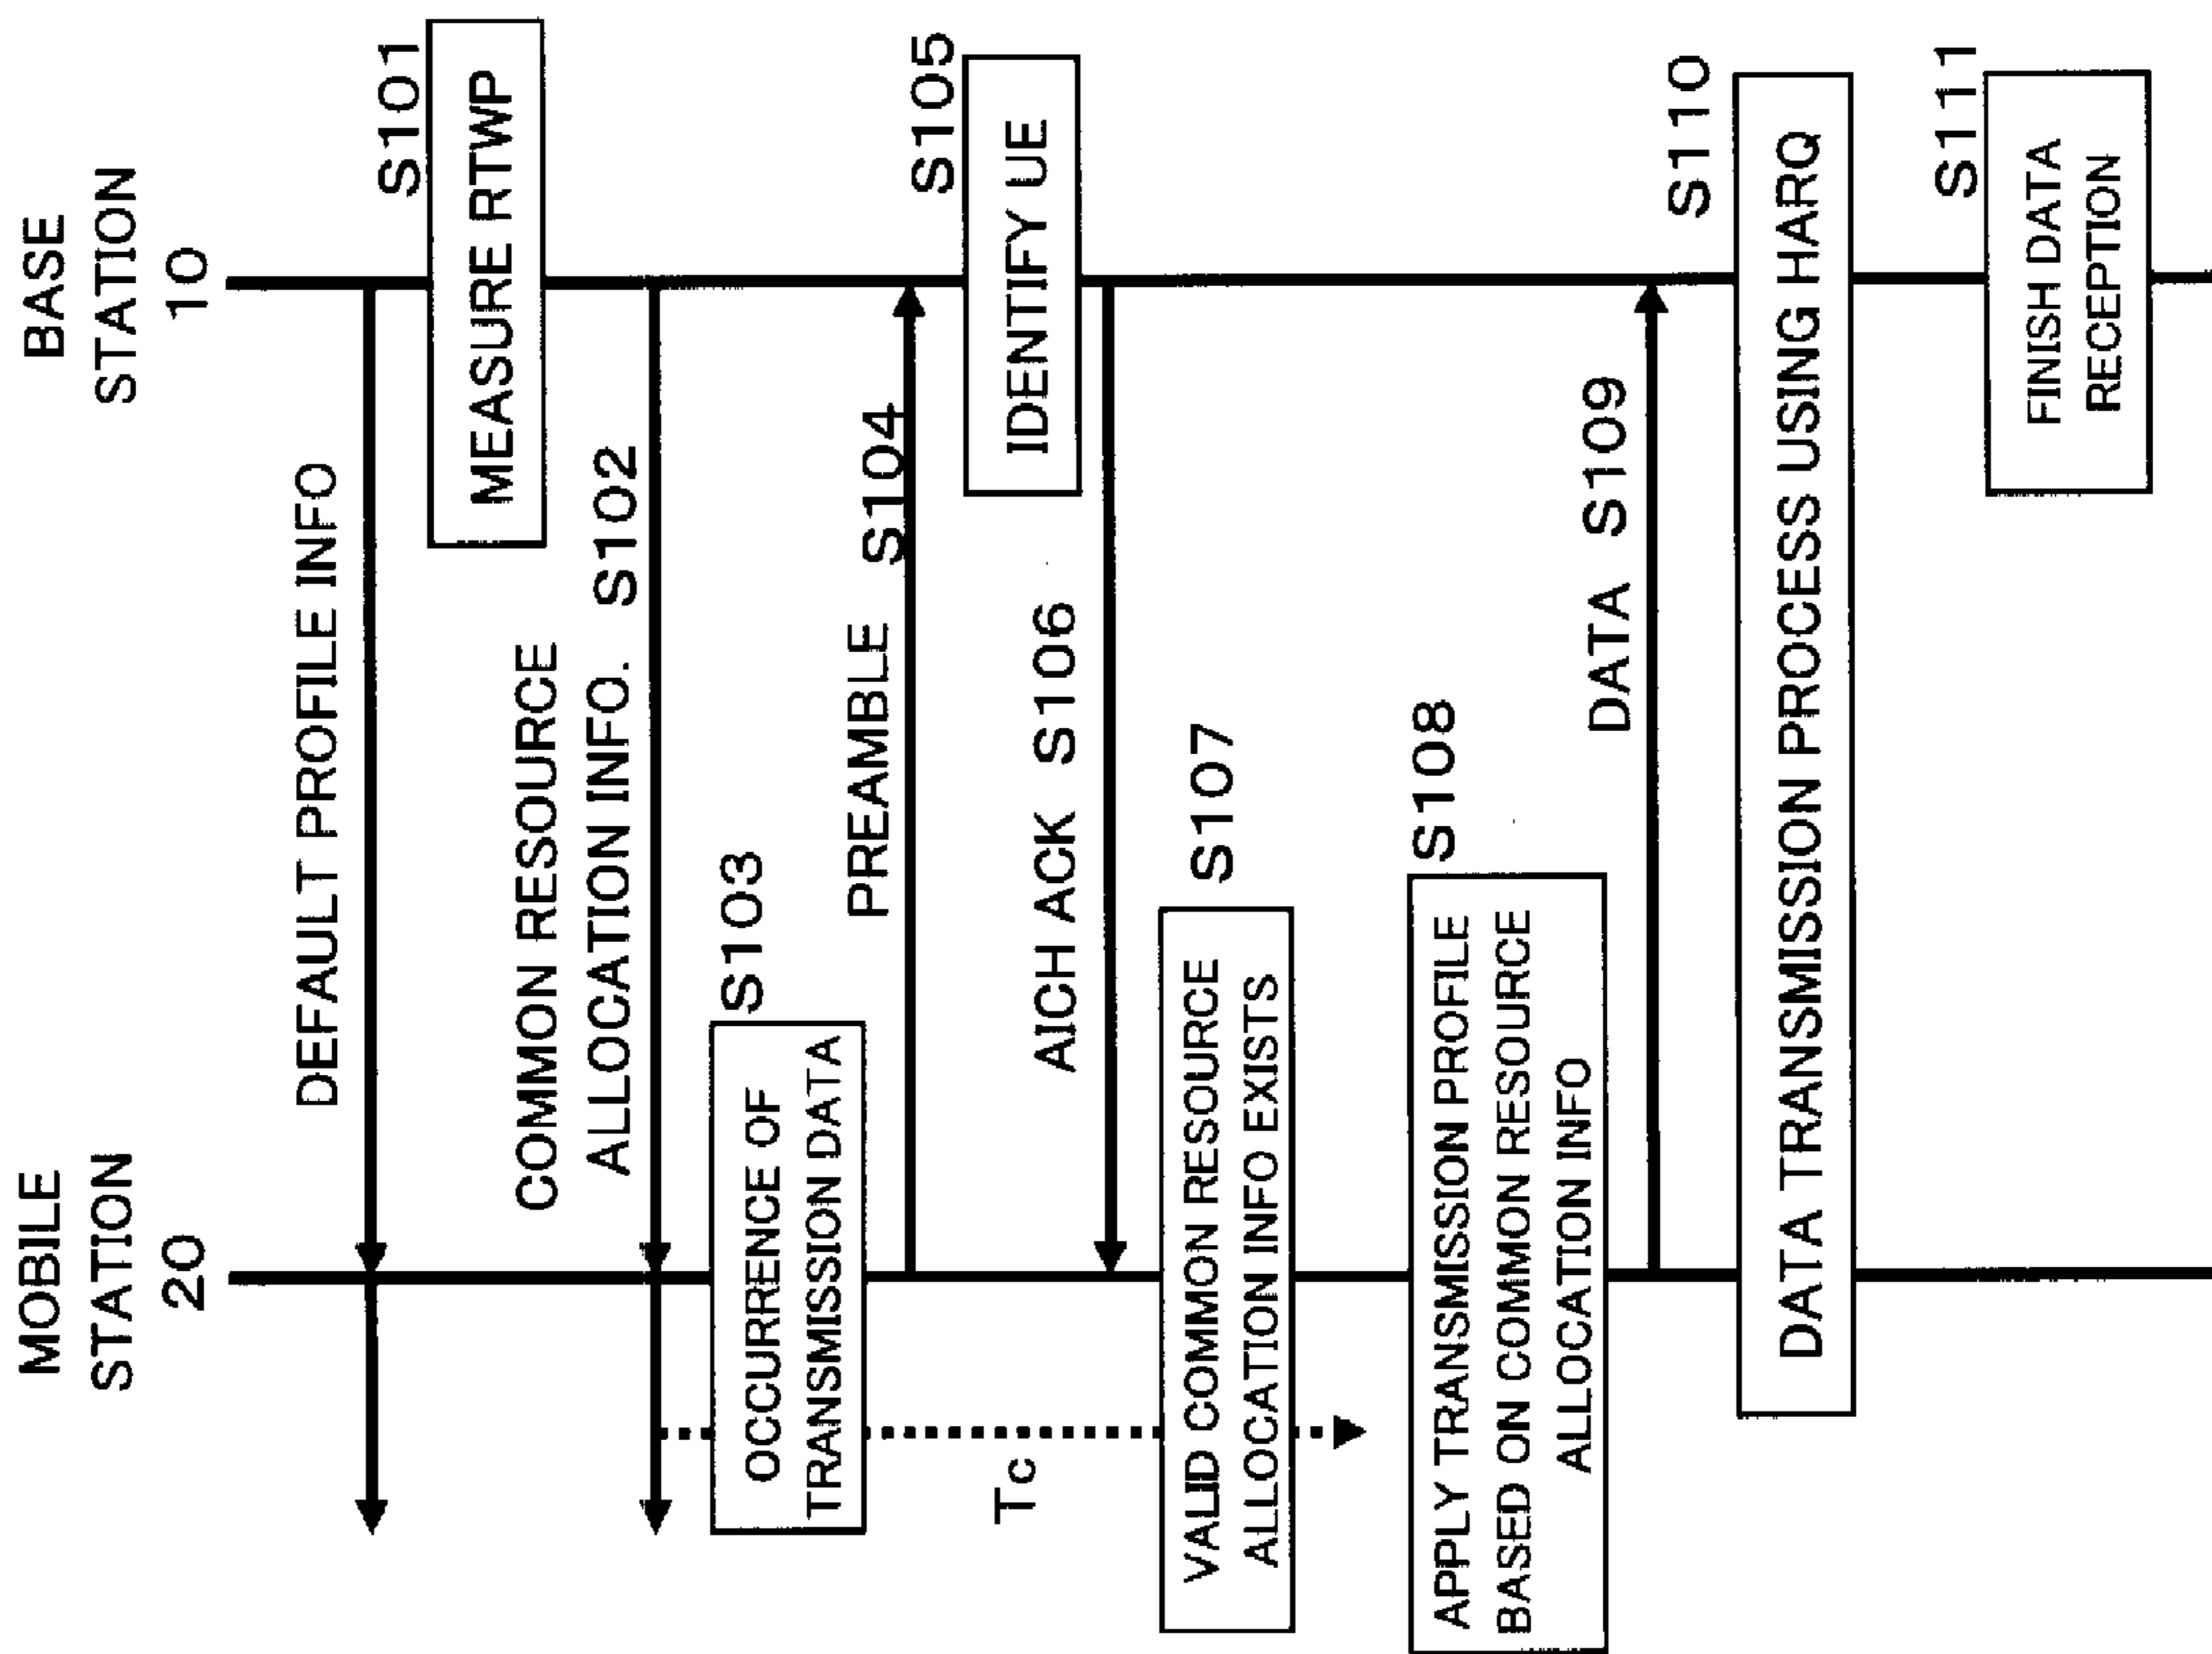 MOBILE
STATION
20
BASE
STATION
10
DEFAULT PROFILE INFO
S101
MEASURE RTWP
COMMON RESOURCE
ALLOCATION INFO. S102
S103
OCCURRENCE OF
TRANSMISSION DATA
PREAMBLE S104
S105
IDENTIFY UE
Tc
AICH ACK S106
S107
VALID COMMON RESOURCE
ALLOCATION INFO EXISTS
S108
APPLY TRANSMISSION PROFILE
BASED ON COMMON RESOURCE
ALLOCATION INFO
DATA S109
S110
DATA TRANSMISSION PROCESS USING HARQ
S111
FINISH DATA
RECEPTION